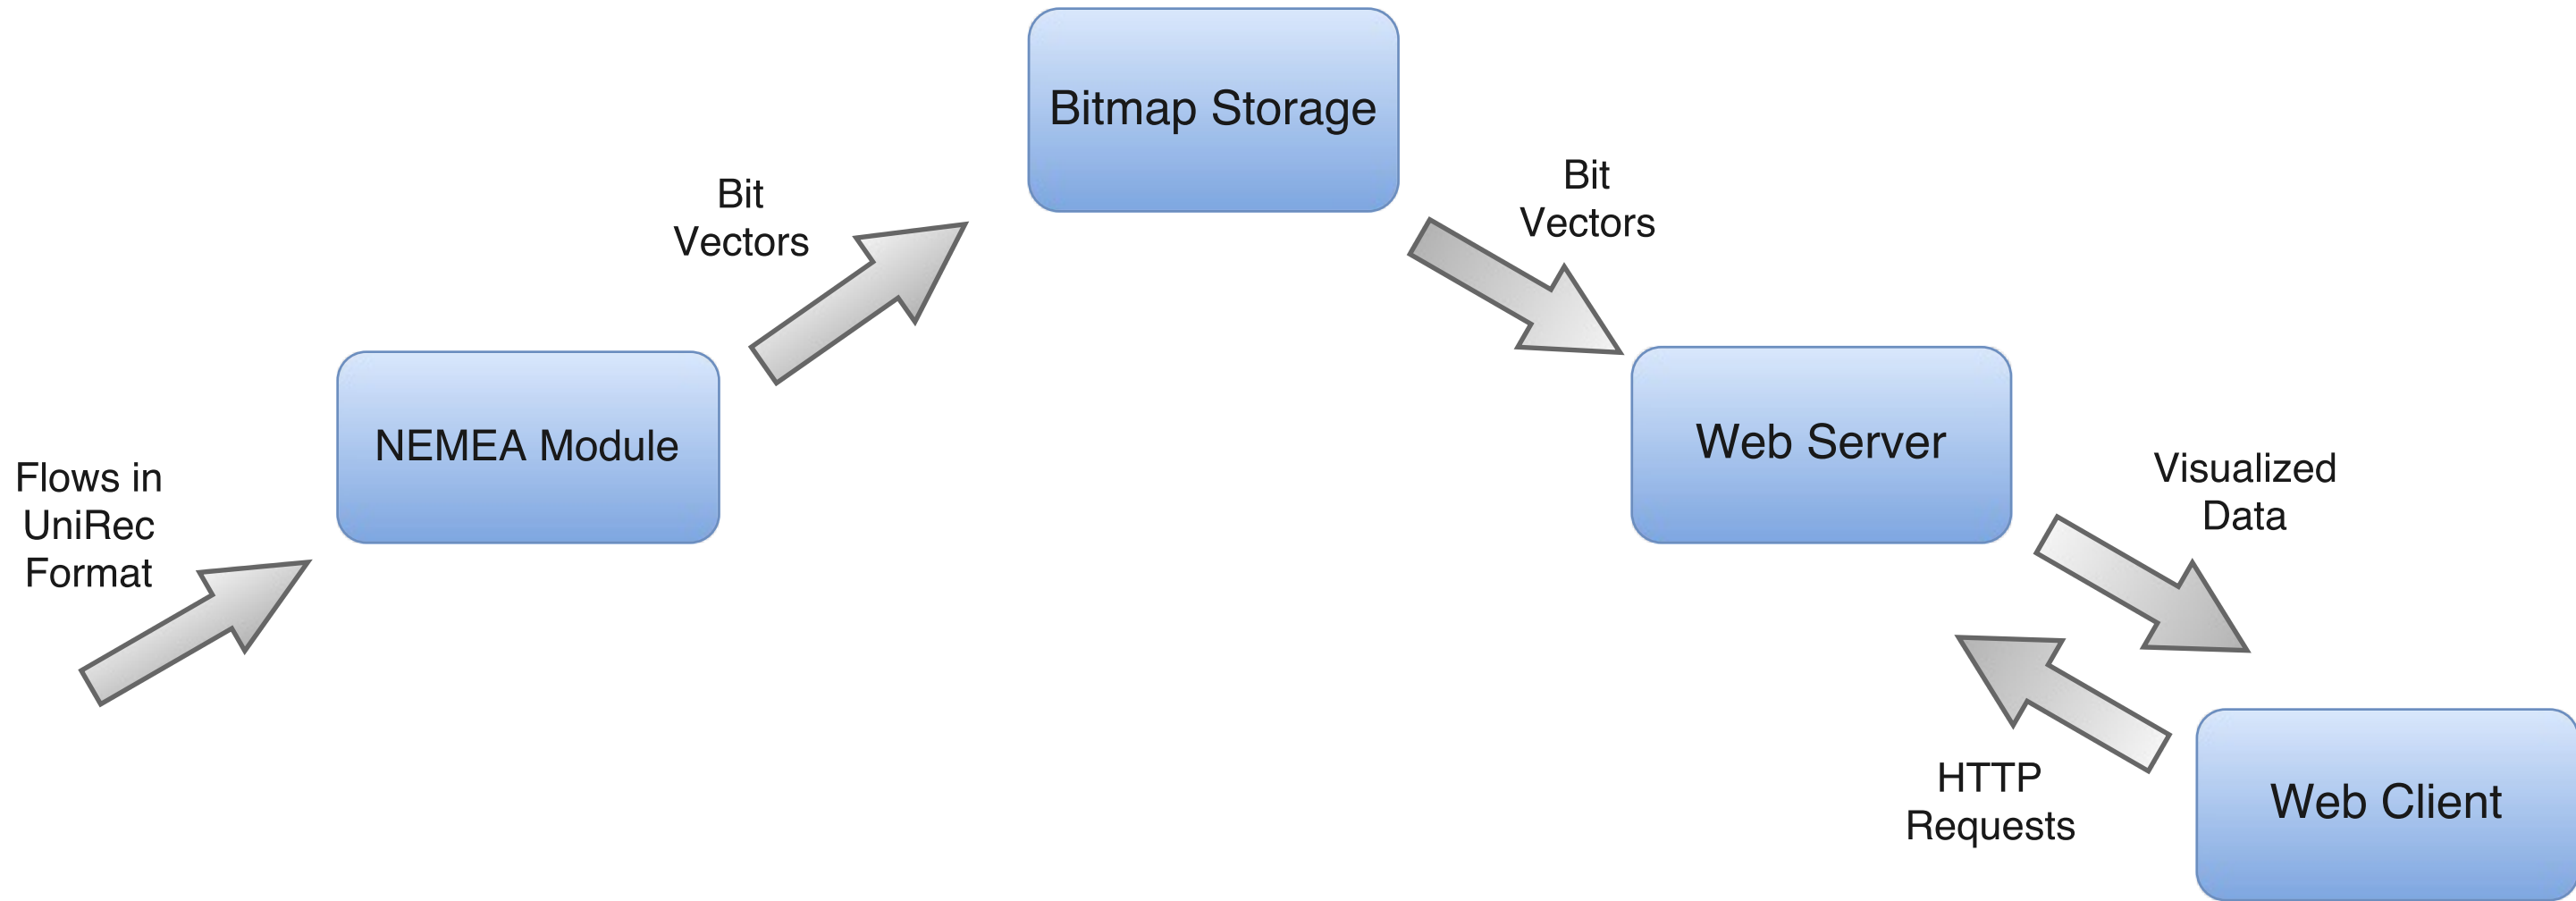 Flows in
UniRec
Format
NEMEA Module
Bit
Vectors
Bitmap Storage
Bit
Vectors
Web Server
Visualized
Data
HTTP
Requests
Web Client